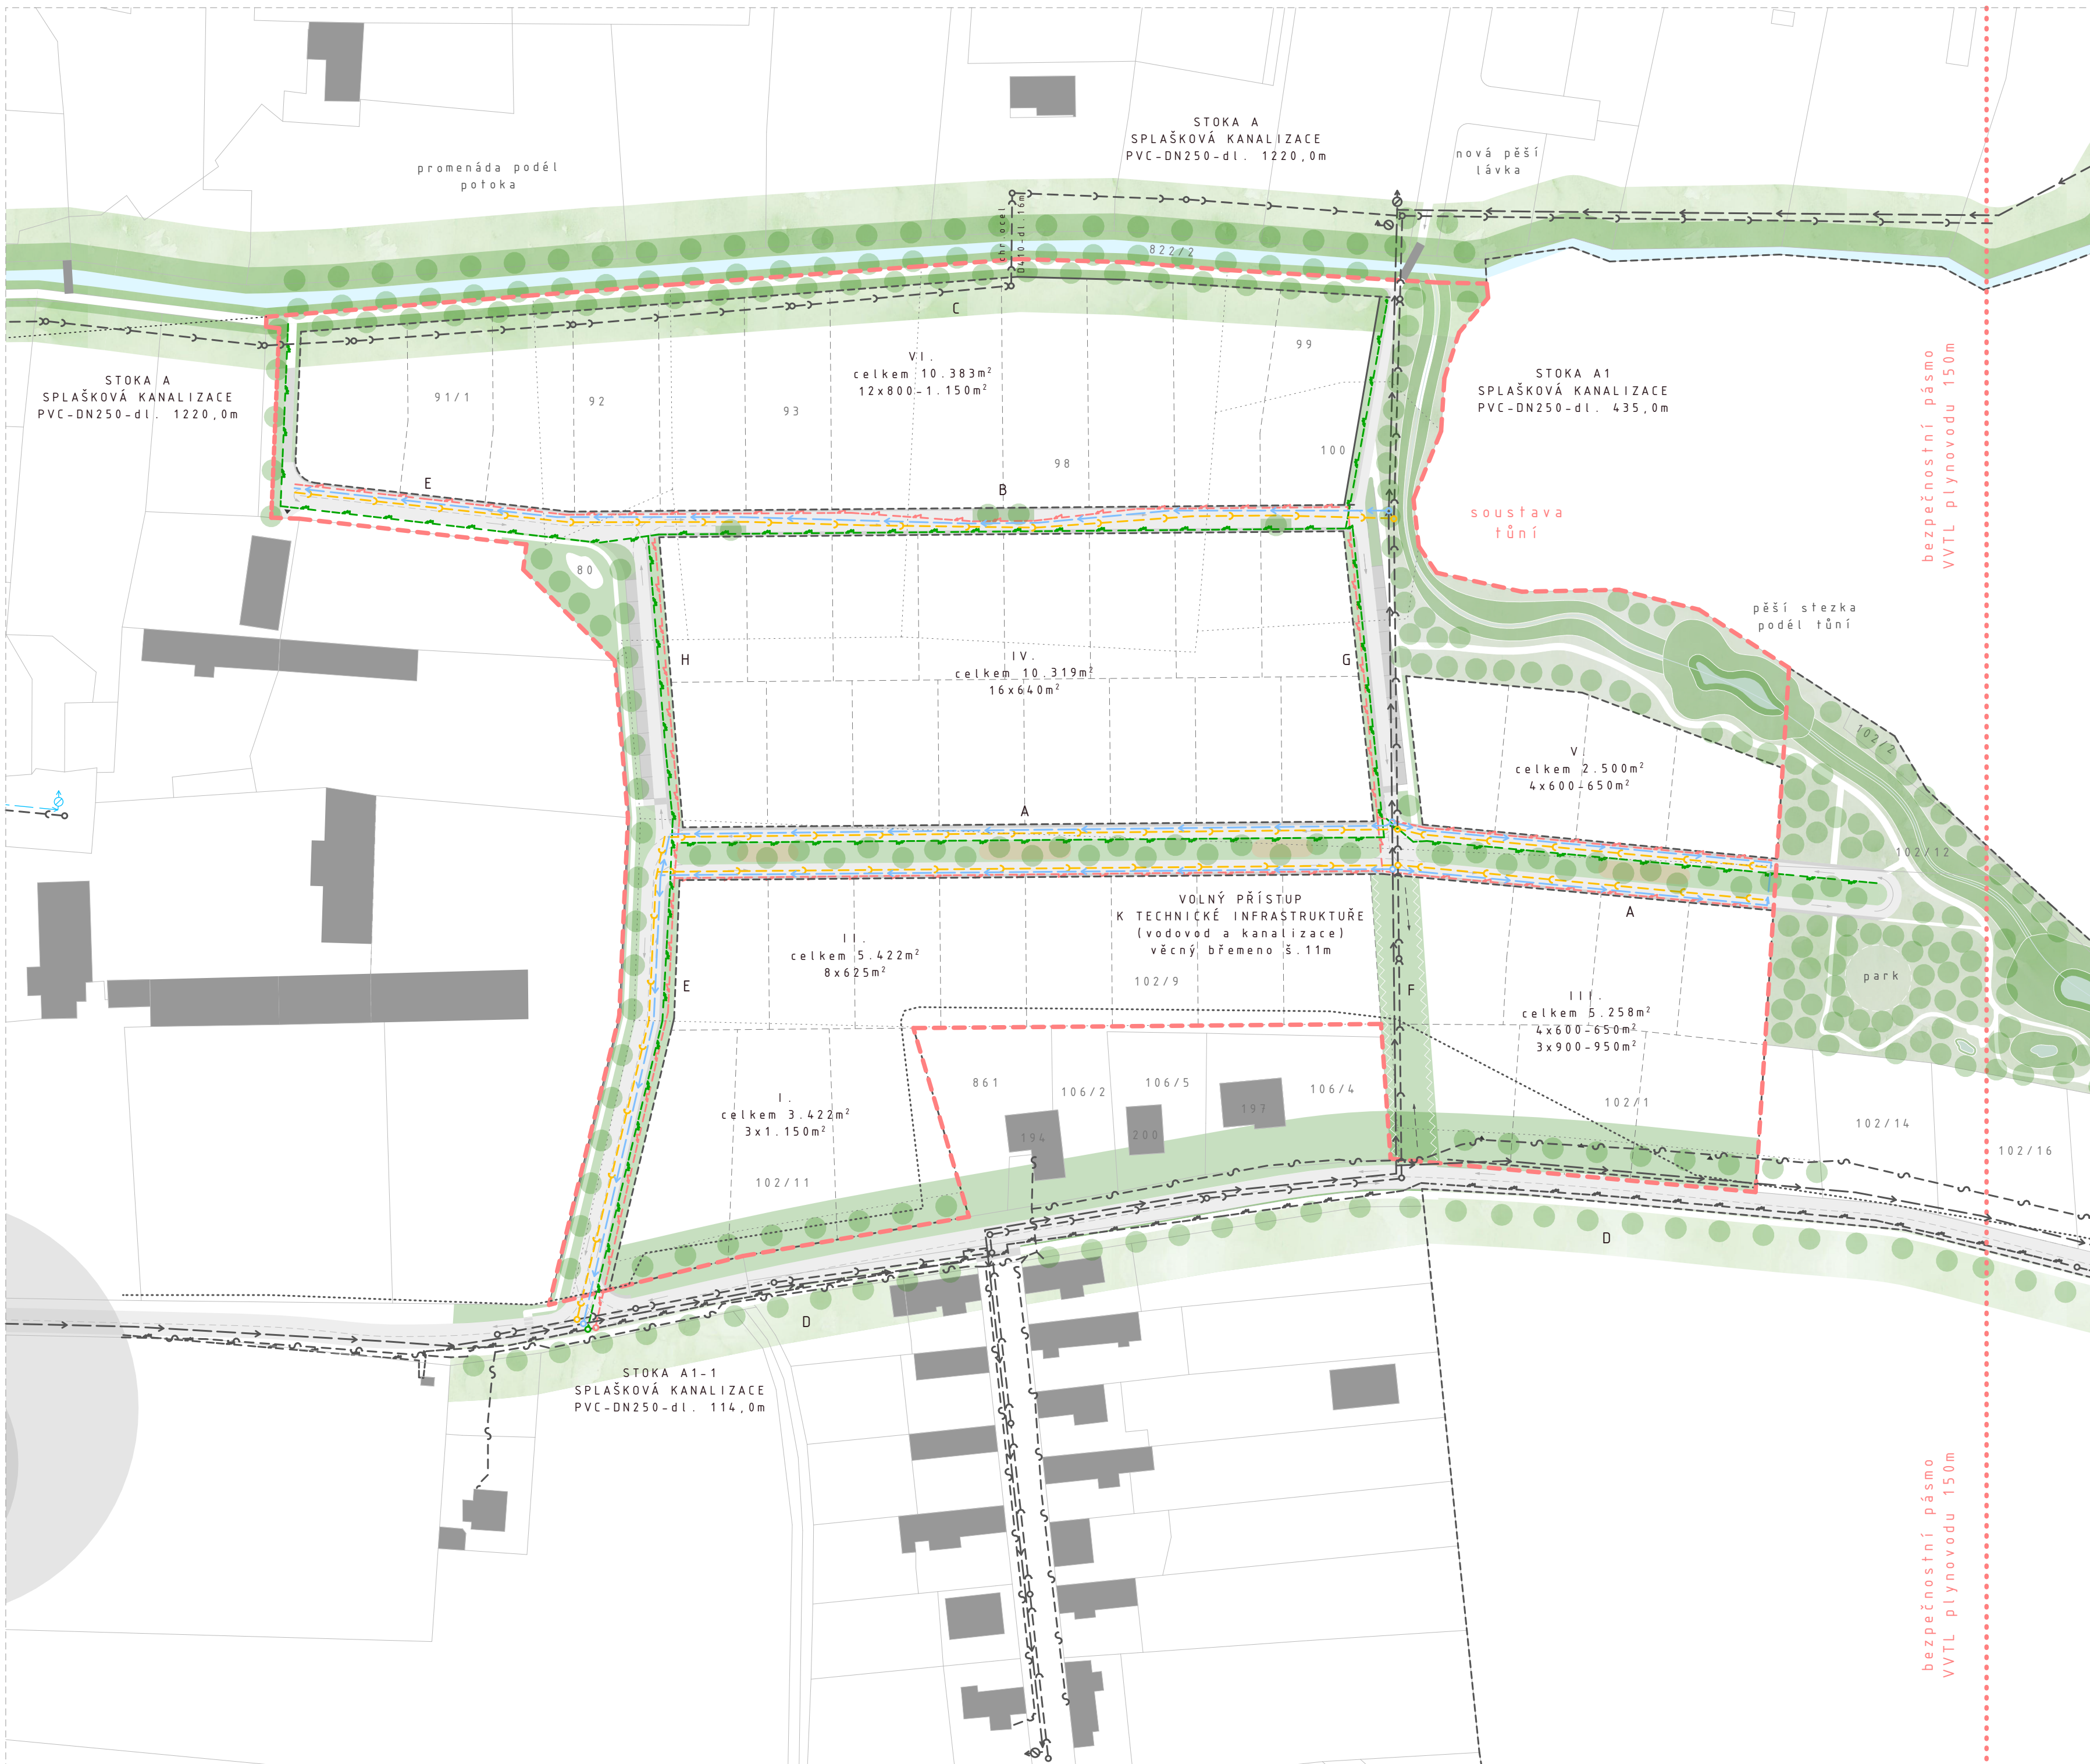 STOKA A
SPLAŠKOVÁ KANALIZACE
PVC-DN250-dl. 1220,0m
nová pěší
lávka
promenáda podél
potoka
chr.ocel
D410-dl.16m
822/2
C
STOKA A
SPLAŠKOVÁ KANALIZACE
PVC-DN250-dl. 1220,0m
VI.
celkem 10.383m²
12x800-1.150m²
99
STOKA A1
SPLAŠKOVÁ KANALIZACE
PVC-DN250-dl. 435,0m
bezpečnostní pásmo
VVTL plynovodu 150m
91/1
92
93
98
100
E
B
soustava
tůní
80
pěší stezka
podél tůní
H
IV.
celkem 10.319m²
16x640m²
G
102/2
V.
celkem 2.500m²
4x600-650m²
A
102/12
VOLNÝ PŘÍSTUP
K TECHNICKÉ INFRASTRUKTUŘE
(vodovod a kanalizace)
věcný břemeno š.11m
A
II.
celkem 5.422m²
8x625m²
102/9
E
F
park
III.
celkem 5.258m²
4x600-650m²
3x900-950m²
861
106/2
106/5
106/4
197
194
200
102/1
102/14
102/16
I.
celkem 3.422m²
3x1.150m²
102/11
D
D
STOKA A1-1
SPLAŠKOVÁ KANALIZACE
PVC-DN250-dl. 114,0m
bezpečnostní pásmo
VVTL plynovodu 150m